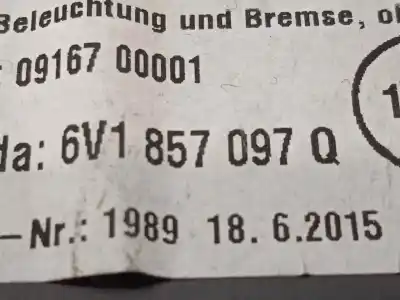 Beleuchtung und Bremse,
: 09167 00001
da: 6V1 857 097 Q
-Nr.: 1989 18. 6.2015